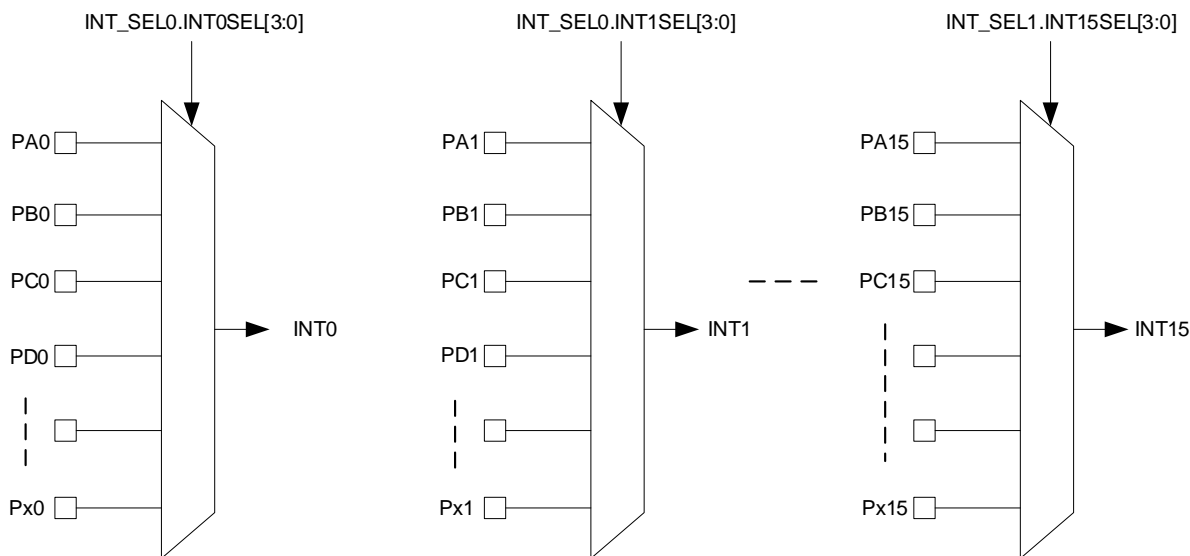 INT_SEL0.INT0SEL[3:0]
PA0
PB0
PC0
PD0
Px0
INT0
INT_SEL0.INT1SEL[3:0]
PA1
PB1
PC1
PD1
Px1
INT1
INT_SEL1.INT15SEL[3:0]
PA15
PB15
PC15
Px15
INT15